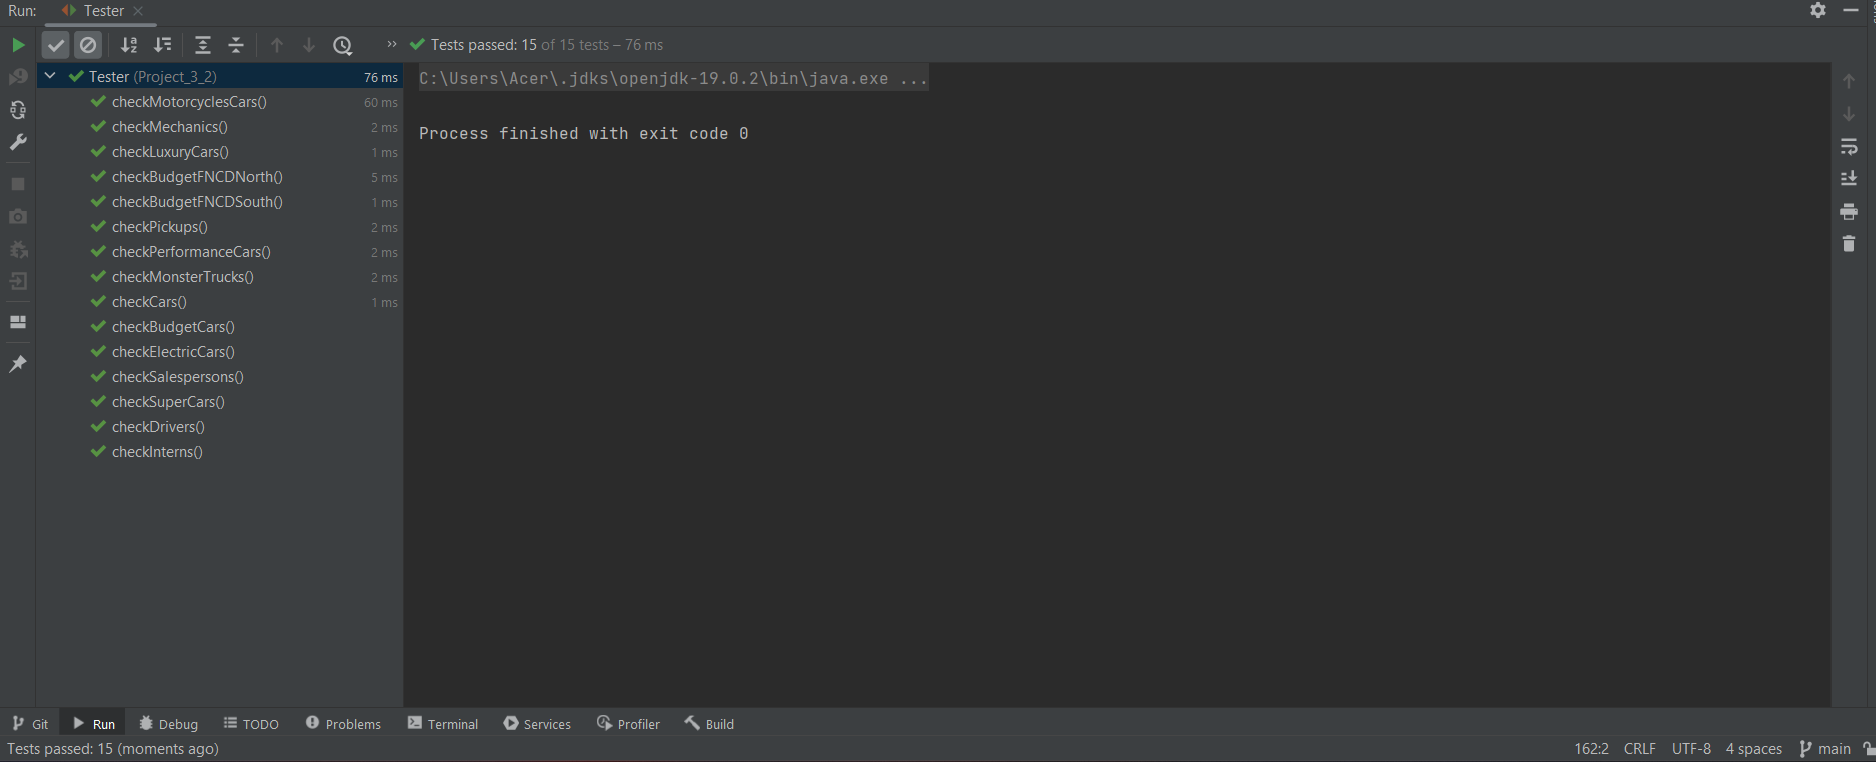 Run: Tester
Tests passed: 15 of 15 tests – 76 ms
Tester (Project_3_2) 76 ms
checkMotorcyclesCars() 60 ms
checkMechanics() 2 ms
checkLuxuryCars() 1 ms
checkBudgetFNCDNorth() 5 ms
checkBudgetFNCDSouth() 1 ms
checkPickups() 2 ms
checkPerformanceCars() 2 ms
checkMonsterTrucks() 2 ms
checkCars() 1 ms
checkBudgetCars()
checkElectricCars()
checkSalespersons()
checkSuperCars()
checkDrivers()
checkInterns()
C:\Users\Acer\.jdks\openjdk-19.0.2\bin\java.exe ...
Process finished with exit code 0
Git Run Debug TODO Problems Terminal Services Profiler Build
Tests passed: 15 (moments ago) 162:2 CRLF UTF-8 4 spaces main